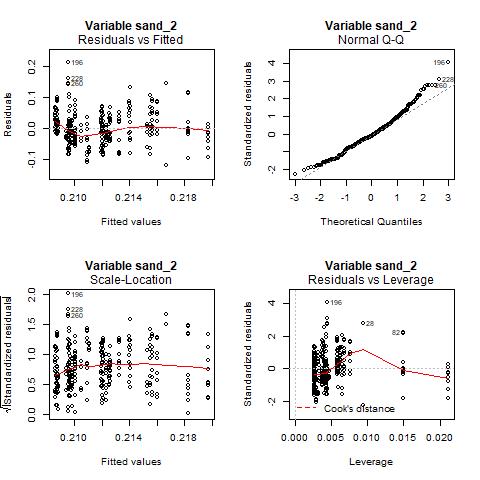 Variable sand_2
Residuals vs Fitted
Residuals
0.2
0.1
0.0
-0.1
196
228
260
0.210 0.214 0.218
Fitted values
Variable sand_2
Normal Q-Q
Standardized residuals
4
3
2
1
0
-2
196
228
260
-3 -2 -1 0 1 2 3
Theoretical Quantiles
Variable sand_2
Scale-Location
√|Standardized residuals|
2.0
1.5
1.0
0.5
0.0
196
228
260
0.210 0.214 0.218
Fitted values
Variable sand_2
Residuals vs Leverage
Standardized residuals
4
2
0
-2
196
28
82
Cook's distance
0.000 0.005 0.010 0.015 0.020
Leverage